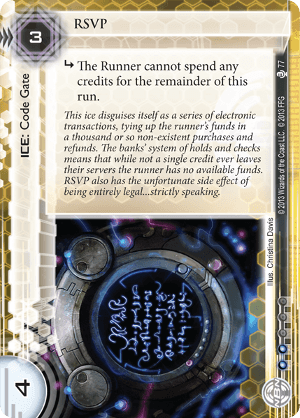 3
RSVP
ICE: Code Gate
↳ The Runner cannot spend any
credits for the remainder of this
run.
This ice disguises itself as a series of electronic
transactions, tying up the runner's funds in
a thousand or so non-existent purchases and
refunds. The banks' system of holds and checks
means that while not a single credit ever leaves
their servers the runner has no available funds.
RSVP also has the unfortunate side effect of
being entirely legal...strictly speaking.
77
© 2013 Wizards of the Coast LLC. © 2013 FFG
Illus. Christina Davis
4